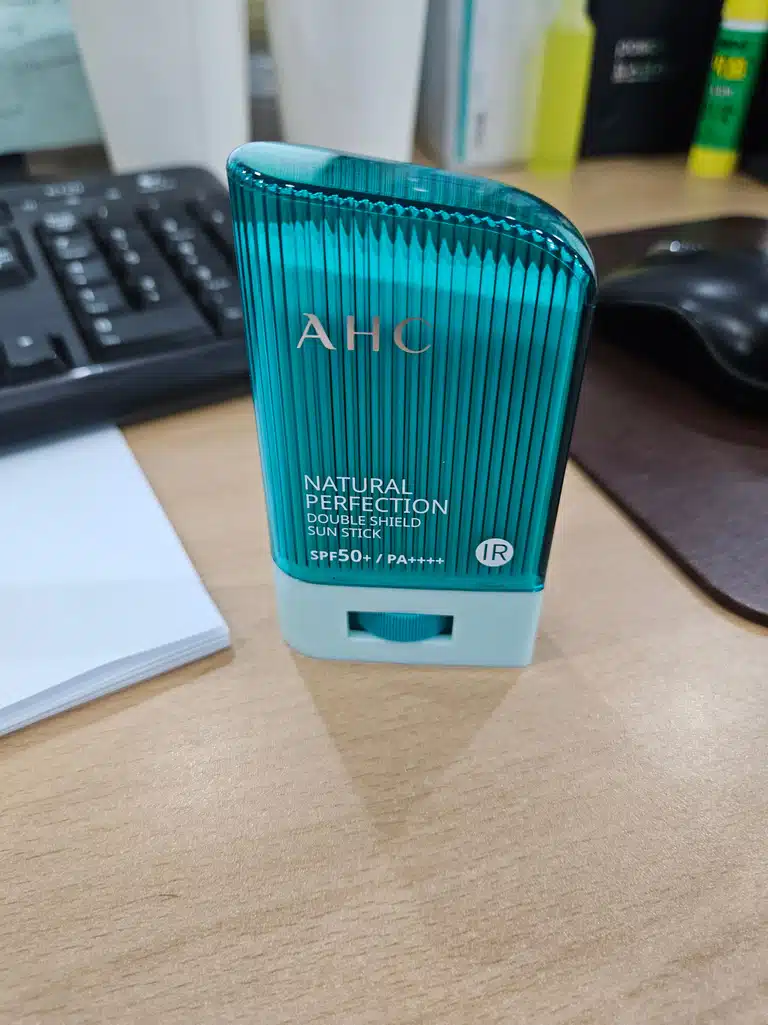 AHC
NATURAL
PERFECTION
DOUBLE SHIELD
SUN STICK
SPF50+ / PA++++
IR